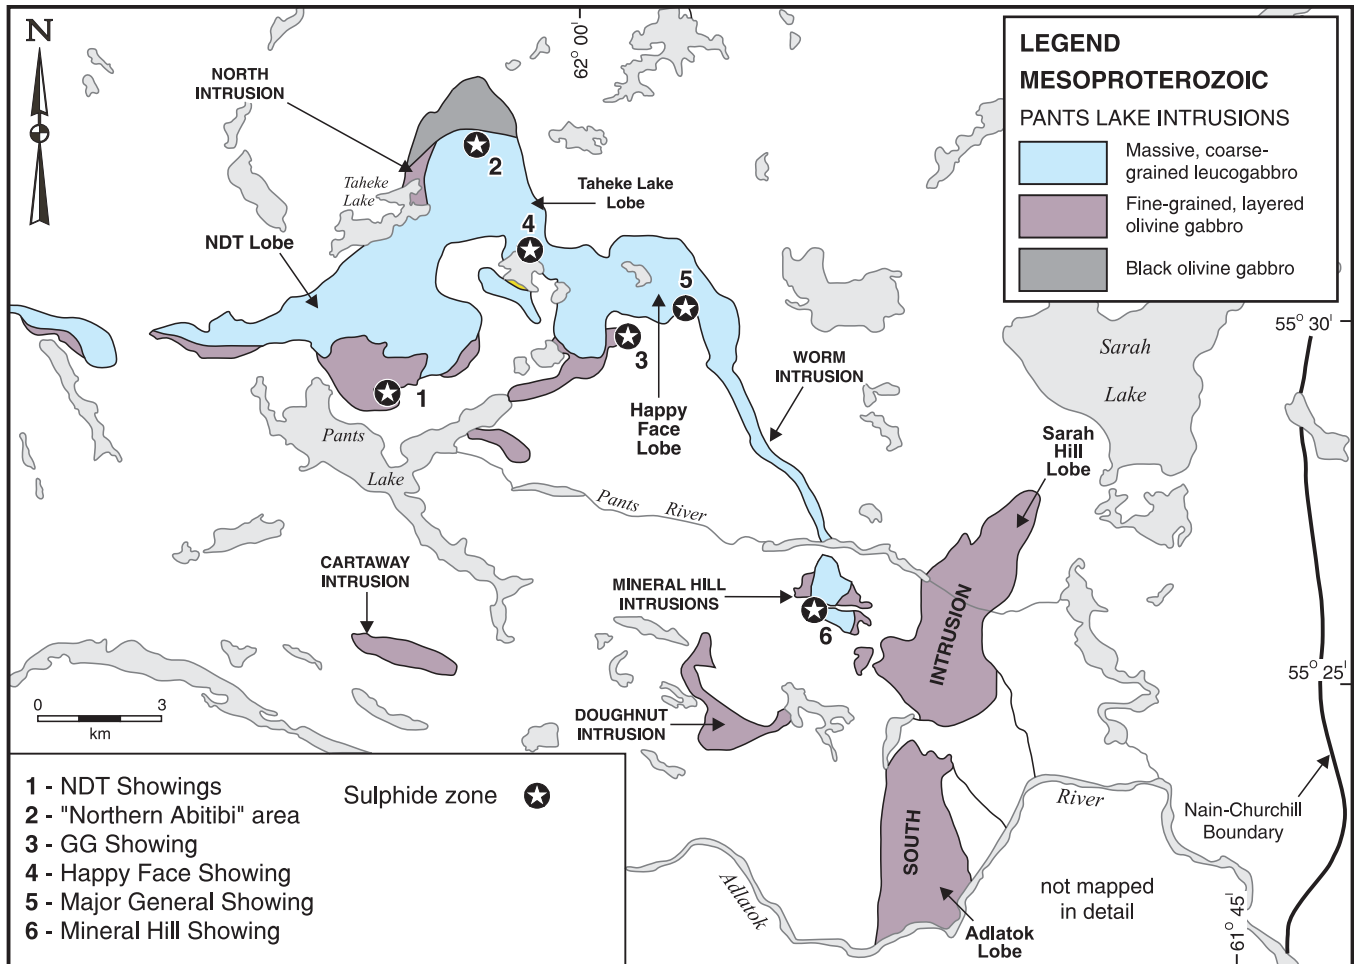 N
62° 00'
NORTH
INTRUSION
2
Taheke
Lake
Taheke Lake
Lobe
NDT Lobe
4
5
3
1
WORM
INTRUSION
Happy
Face
Lobe
Pants
Lake
Pants River
Sarah
Lake
Sarah
Hill
Lobe
CARTAWAY
INTRUSION
MINERAL HILL
INTRUSIONS
6
INTRUSION
DOUGHNUT
INTRUSION
SOUTH
Adlatok
River
Adlatok
Lobe
not mapped
in detail
Nain-Churchill
Boundary
55° 30'
55° 25'
61° 45'
0 3
km
LEGEND
MESOPROTEROZOIC
PANTS LAKE INTRUSIONS
Massive, coarse-
grained leucogabbro
Fine-grained, layered
olivine gabbro
Black olivine gabbro
1 - NDT Showings
2 - "Northern Abitibi" area
3 - GG Showing
4 - Happy Face Showing
5 - Major General Showing
6 - Mineral Hill Showing
Sulphide zone